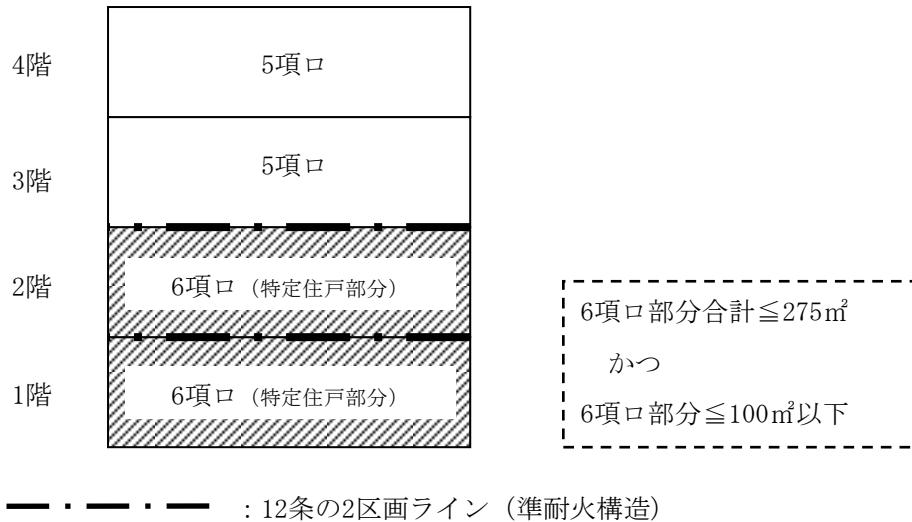 4階 5項ロ
3階 5項ロ
2階 6項ロ（特定住戸部分）
1階 6項ロ（特定住戸部分）
6項ロ部分合計≦275㎡
かつ
6項ロ部分≦100㎡以下
：12条の2区画ライン（準耐火構造）